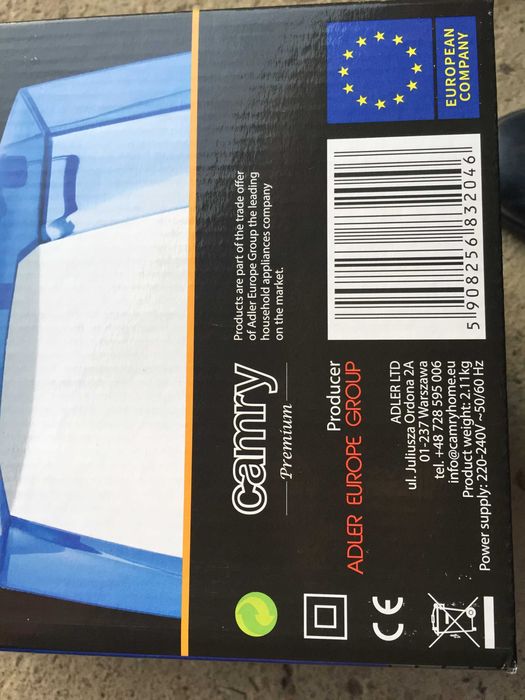 camry
Premium
Products are part of the trade offer
of Adler Europe Group the leading
household appliances company
on the market.
EUROPEAN
COMPANY
5 908256 832046
Producer
ADLER EUROPE GROUP
ADLER LTD
ul. Juliusza Ordona 2A
01-237 Warszawa
tel. +48 728 595 006
info@camryhome.eu
Product weight: 2.11kg
Power supply: 220-240V ~50/60 Hz
CE